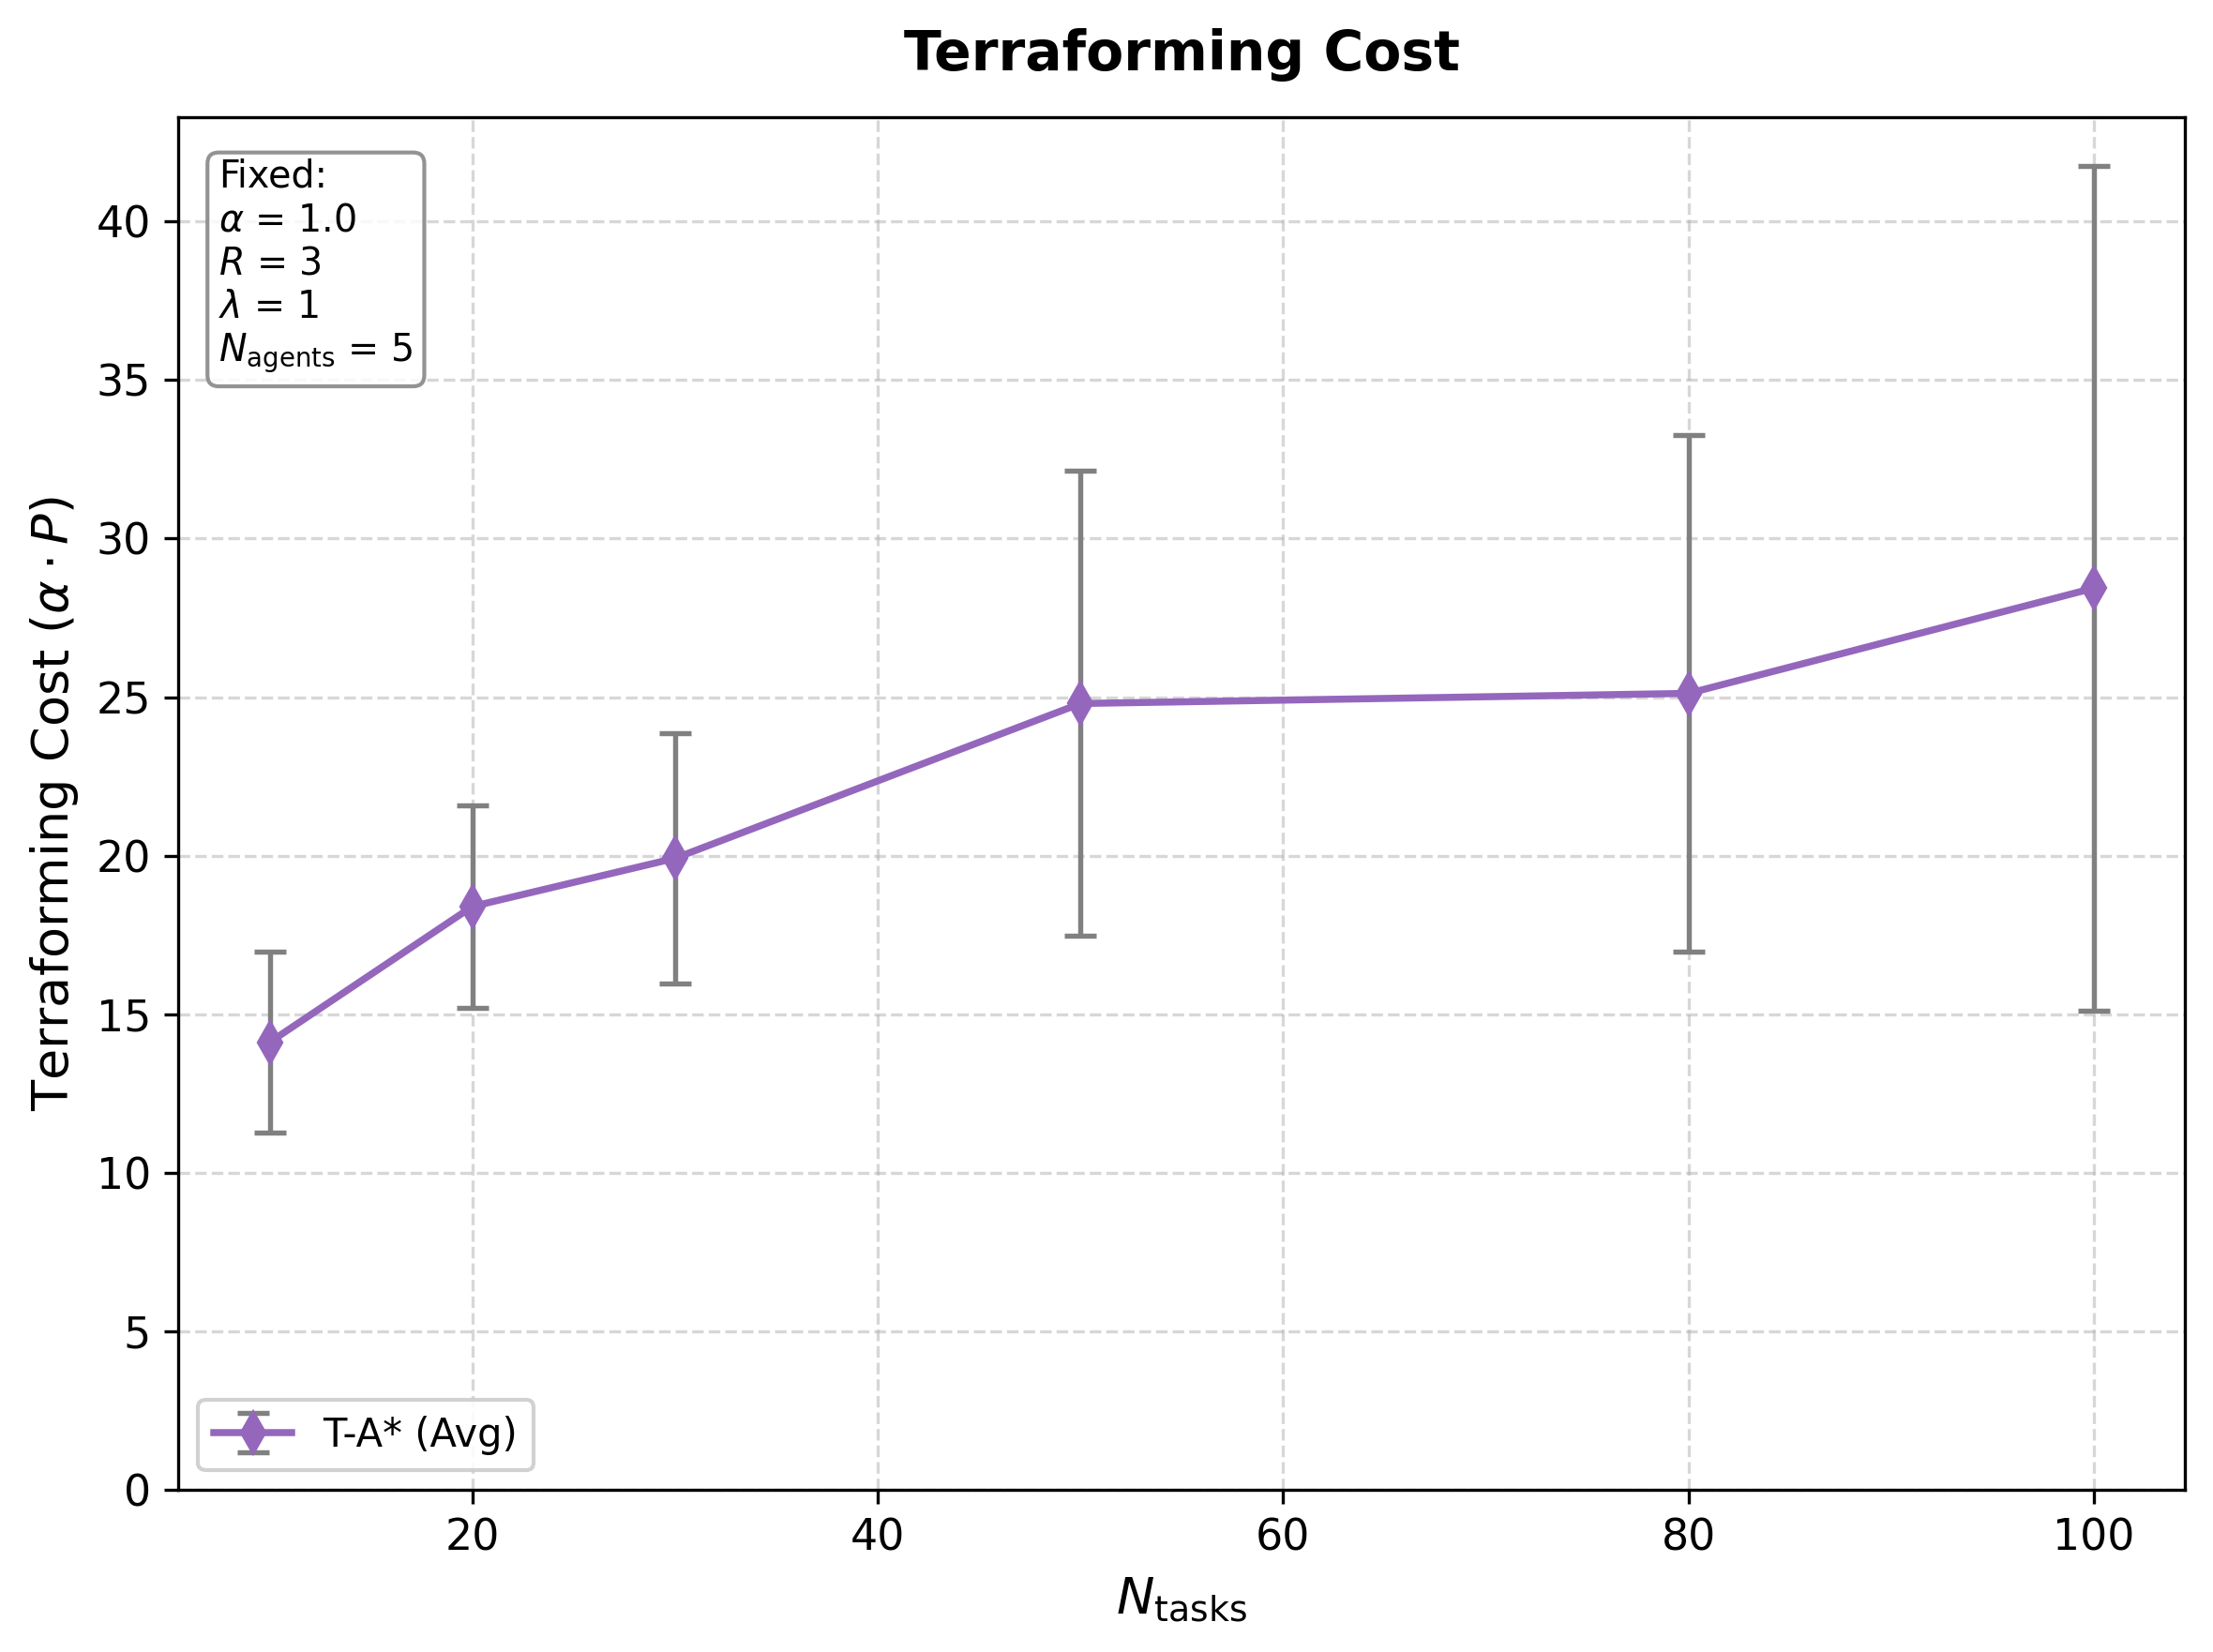 Terraforming Cost
Fixed:
α = 1.0
R = 3
λ = 1
N_agents = 5
Terraforming Cost (α · P)
40
35
30
25
20
15
10
5
0
T-A* (Avg)
20 40 60 80 100
N_tasks